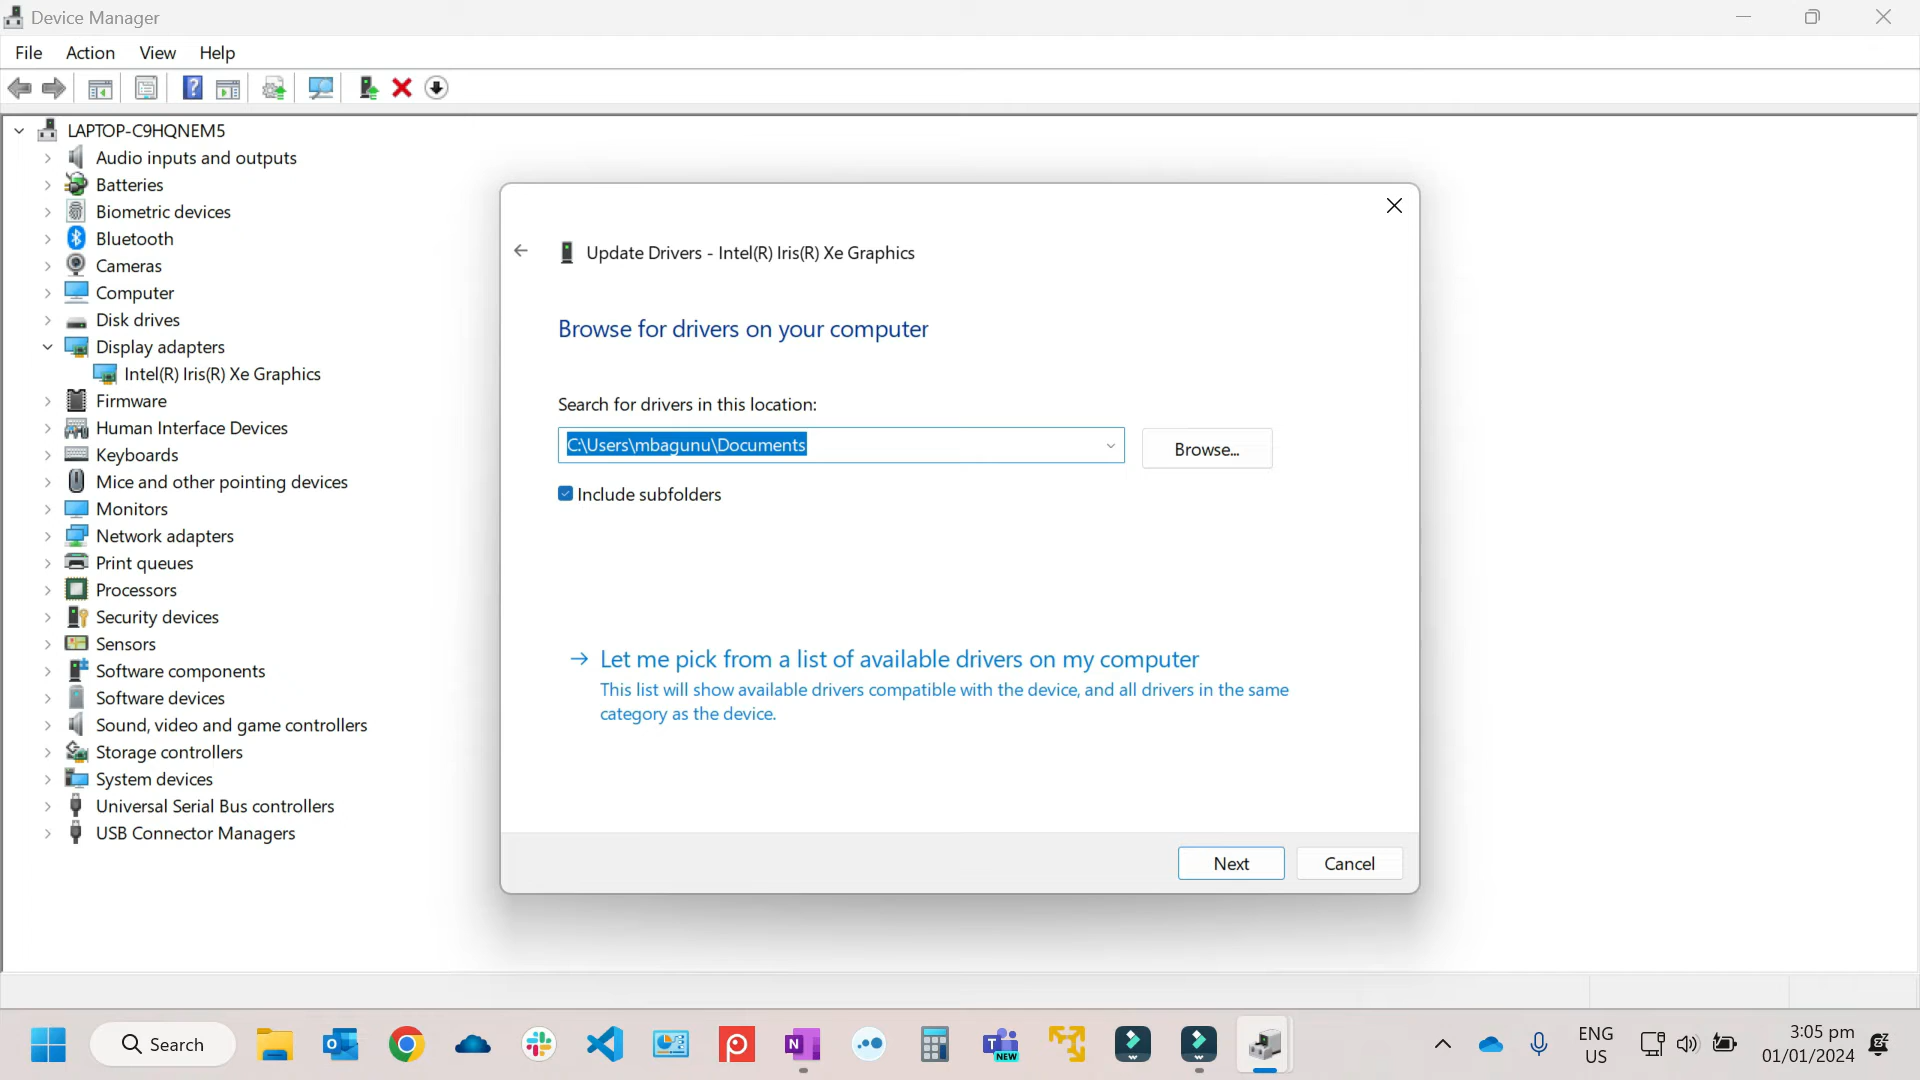 Device Manager
File Action View Help
LAPTOP-C9HQNEM5
Audio inputs and outputs
Batteries
Biometric devices
Bluetooth
Cameras
Computer
Disk drives
Display adapters
Intel(R) Iris(R) Xe Graphics
Firmware
Human Interface Devices
Keyboards
Mice and other pointing devices
Monitors
Network adapters
Print queues
Processors
Security devices
Sensors
Software components
Software devices
Sound, video and game controllers
Storage controllers
System devices
Universal Serial Bus controllers
USB Connector Managers
Update Drivers - Intel(R) Iris(R) Xe Graphics
Browse for drivers on your computer
Search for drivers in this location:
C:\Users\mbagunu\Documents
Browse...
Include subfolders
Let me pick from a list of available drivers on my computer
This list will show available drivers compatible with the device, and all drivers in the same
category as the device.
Next
Cancel
Search
NEW
ENG
US
3:05 pm
01/01/2024